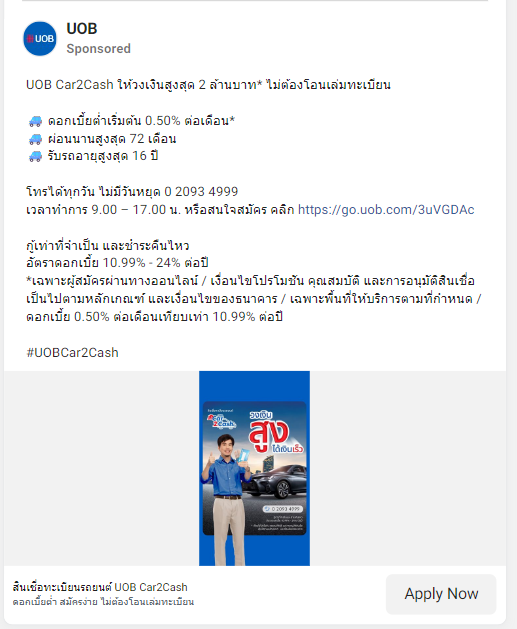 UOB
UOB
Sponsored
UOB Car2Cash ให้วงเงินสูงสุด 2 ล้านบาท* ไม่ต้องโอนเล่มทะเบียน
ดอกเบี้ยต่ำเริ่มต้น 0.50% ต่อเดือน*
ผ่อนนานสูงสุด 72 เดือน
รับรถอายุสูงสุด 16 ปี
โทรได้ทุกวัน ไม่มีวันหยุด 0 2093 4999
เวลาทำการ 9.00 – 17.00 น. หรือสนใจสมัคร คลิก https://go.uob.com/3uVGDAc
กู้เท่าที่จำเป็น และชำระคืนไหว
อัตราดอกเบี้ย 10.99% - 24% ต่อปี
*เฉพาะผู้สมัครผ่านทางออนไลน์ / เงื่อนไขโปรโมชัน คุณสมบัติ และการอนุมัติสินเชื่อ
เป็นไปตามหลักเกณฑ์ และเงื่อนไขของธนาคาร / เฉพาะพื้นที่ให้บริการตามที่กำหนด /
ดอกเบี้ย 0.50% ต่อเดือนเทียบเท่า 10.99% ต่อปี
#UOBCar2Cash
Car
2Cash
วงเงิน
สูง
ได้เงินเร็ว
0 2093 4999
สินเชื่อทะเบียนรถยนต์ UOB Car2Cash
ดอกเบี้ยต่ำ สมัครง่าย ไม่ต้องโอนเล่มทะเบียน
Apply Now